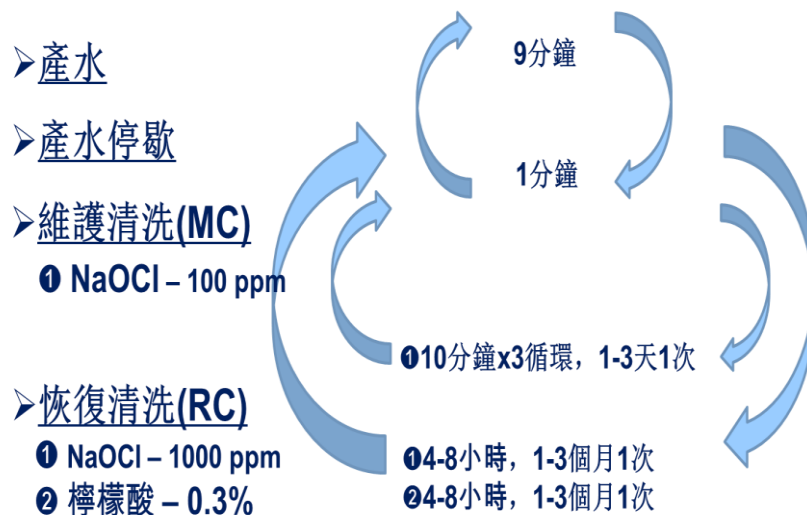 ➢產水
9分鐘
➢產水停歇
1分鐘
➢維護清洗(MC)
❶ NaOCl – 100 ppm
❶10分鐘x3循環，1-3天1次
➢恢復清洗(RC)
❶ NaOCl – 1000 ppm
❶4-8小時，1-3個月1次
❷ 檸檬酸 – 0.3%
❷4-8小時，1-3個月1次